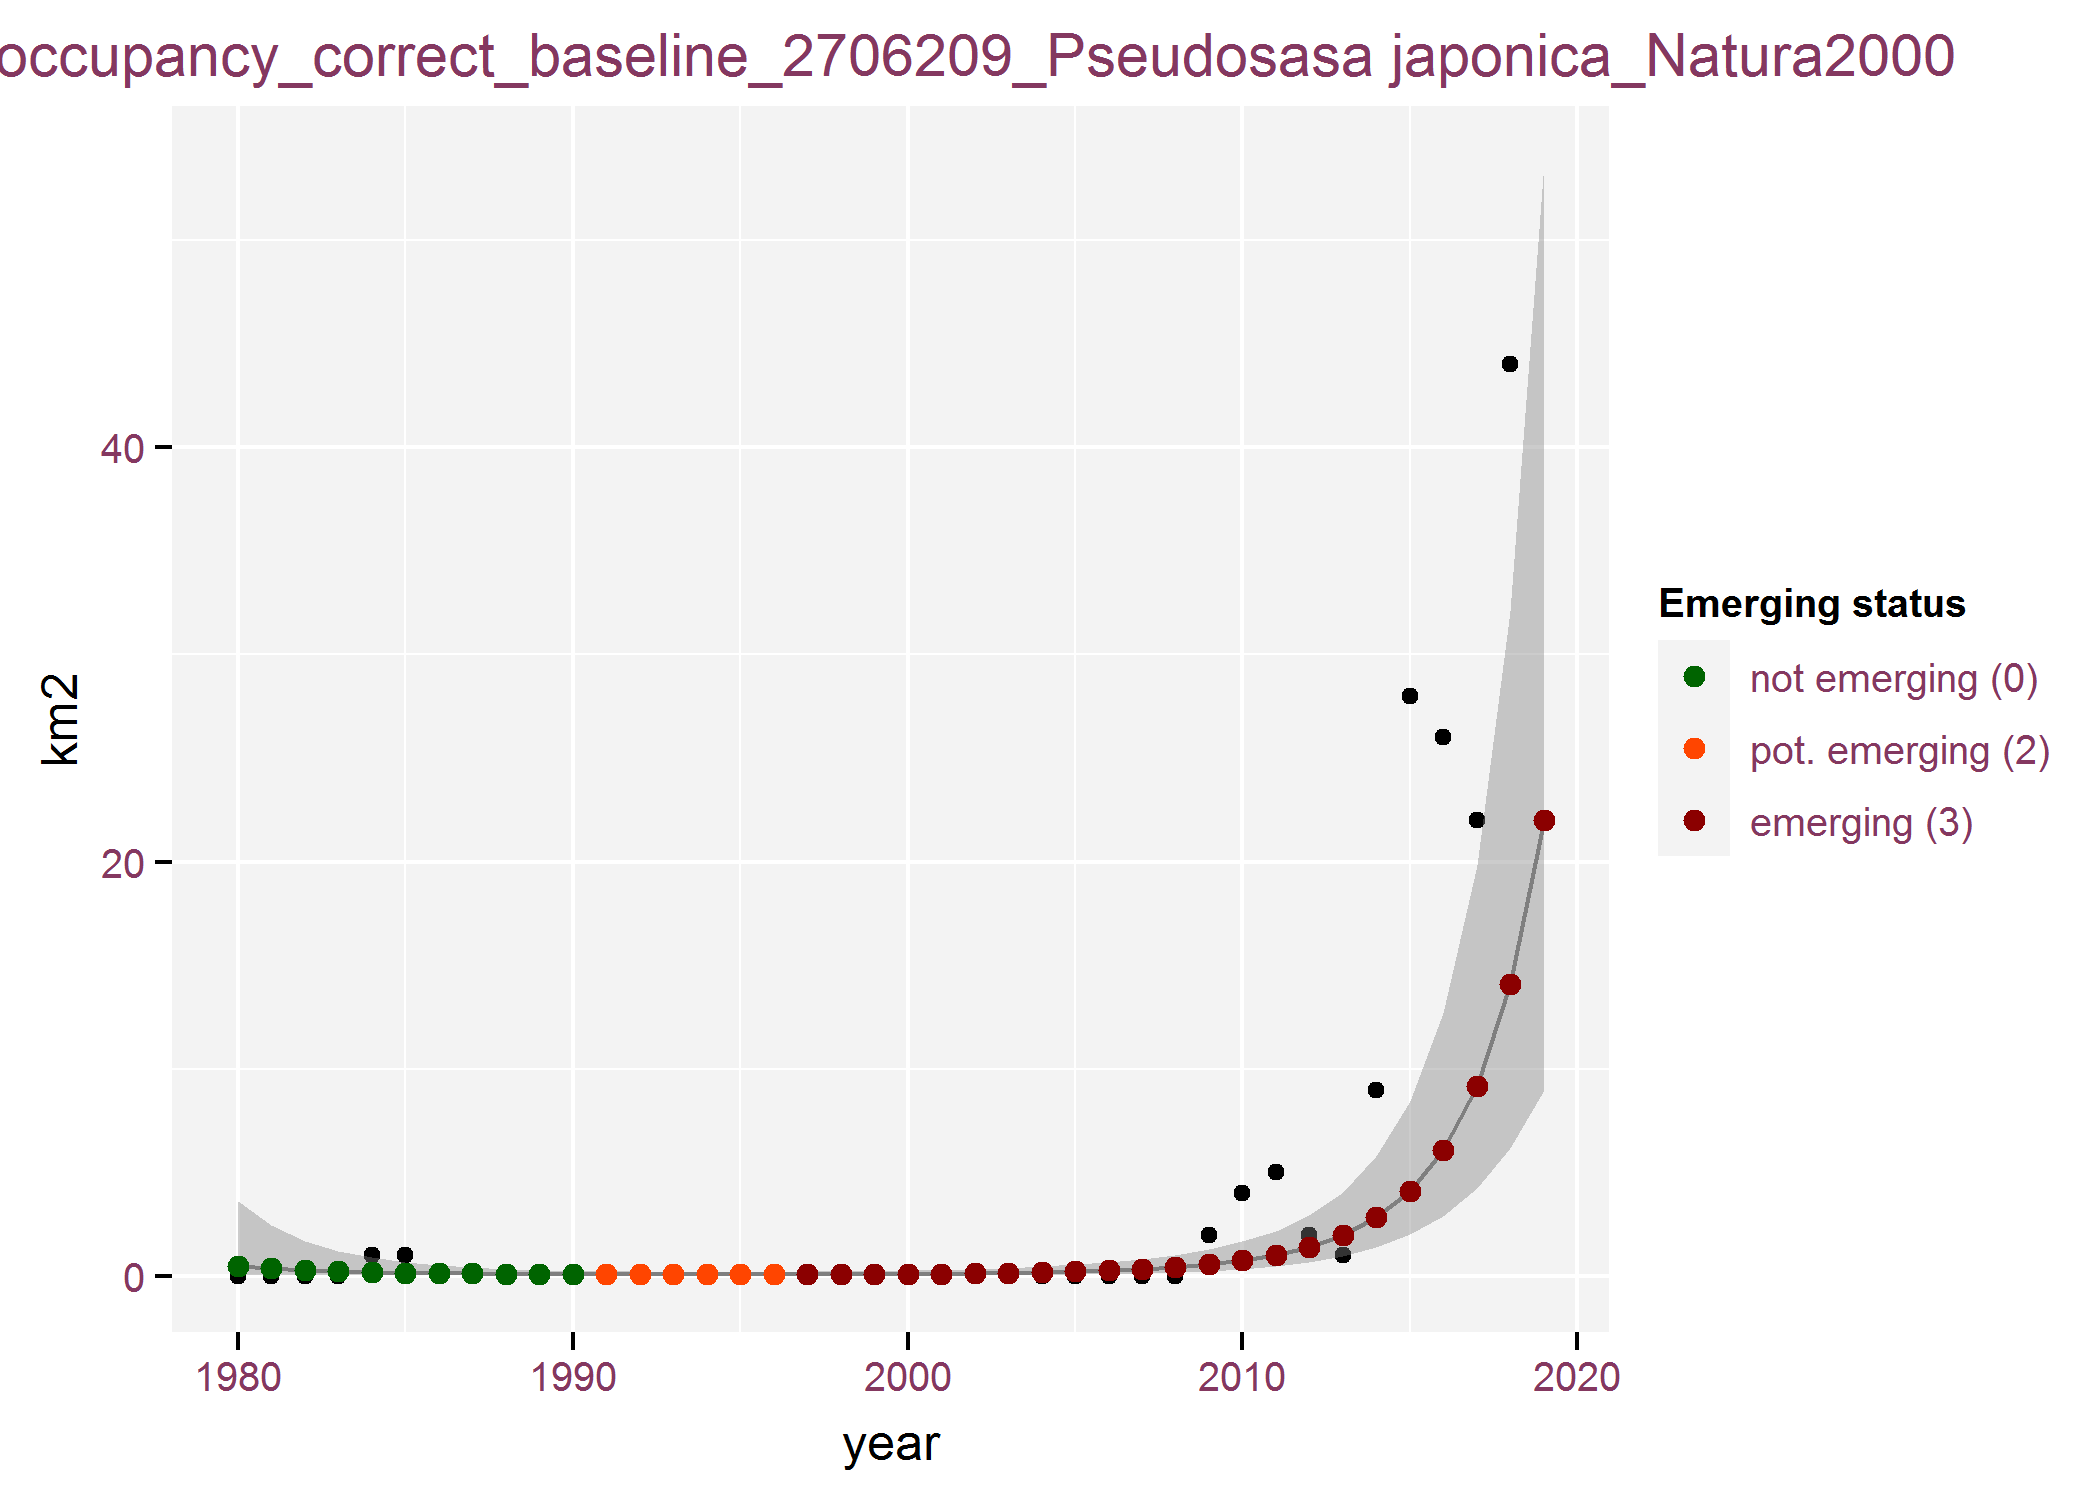 occupancy_correct_baseline_2706209_Pseudosasa japonica_Natura2000
km2
40
20
0
1980 1990 2000 2010 2020
year
Emerging status
not emerging (0)
pot. emerging (2)
emerging (3)